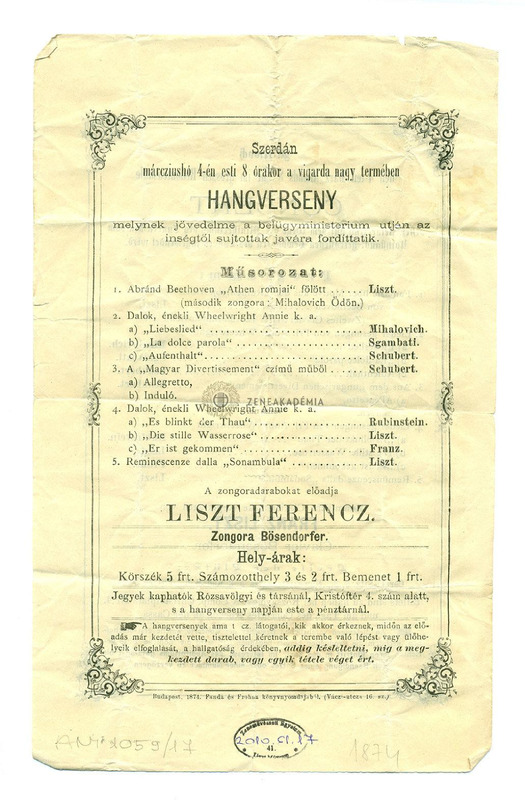 Szerdán
márcziushó 4-én esti 8 órakor a vigarda nagy termében
HANGVERSENY
melynek jövedelme a belügyministerium utján az
inségtől sujtottak javára fordíttatik.
Műsorozat:
1. Ábránd Beethoven „Athen romjai“ fölött ...... Liszt.
(második zongora: Mihalovich Ödön.)
2. Dalok, énekli Wheelwright Annie k. a.
a) „Liebeslied“ ........................ Mihalovich.
b) „La dolce parola“ .................. Sgambati.
c) „Aufenthalt“ ........................ Schubert.
3. A „Magyar Divertissement“ czímű műből ...... Schubert.
a) Allegretto,
b) Induló.
ZENEAKADÉMIA
4. Dalok, énekli Wheelwright Annie k. a.
a) „Es blinkt der Thau“ .................. Rubinstein.
b) „Die stille Wasserrose“ ............... Liszt.
c) „Er ist gekommen“ .................. Franz.
5. Reminescenze dalla „Sonambula“ ............ Liszt.
A zongoradarabokat előadja
LISZT FERENCZ.
Zongora Bösendorfer.
Hely-árak:
Körszék 5 frt. Számozotthely 3 és 2 frt. Bemenet 1 frt.
Jegyek kaphatók Rózsavölgyi és társánál, Kristóftér 4. szám alatt,
s a hangverseny napján este a pénztárnál.
☛ A hangversenyek ama t cz. látogatói, kik akkor érkeznek, midőn az elő-
adás már kezdetét vette, tisztelettel kéretnek a terembe való lépést vagy ülőhe-
lyeik elfoglalását, a hallgatóság érdekében, addig késleltetni, míg a meg-
kezdett darab, vagy egyik tétele véget ért.
Budapest, 1874. Fanda és Frohna könyvnyomdájából. (Váczi-utcza 16. sz.)
ÁNY 2059/17
Zeneművészek Egyeteme
2010.01.17
41.
1874